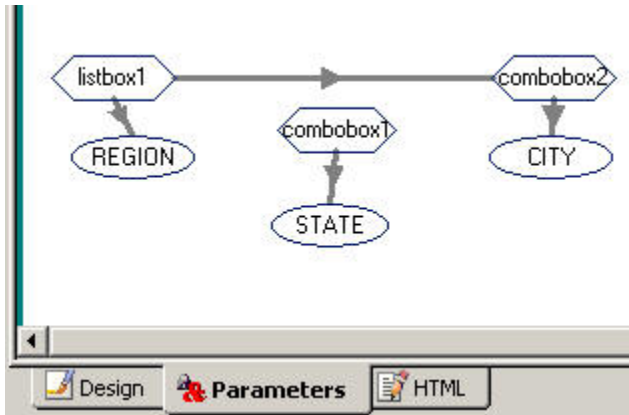 listbox1
combobox2
combobox1
REGION
CITY
STATE
Design
Parameters
HTML